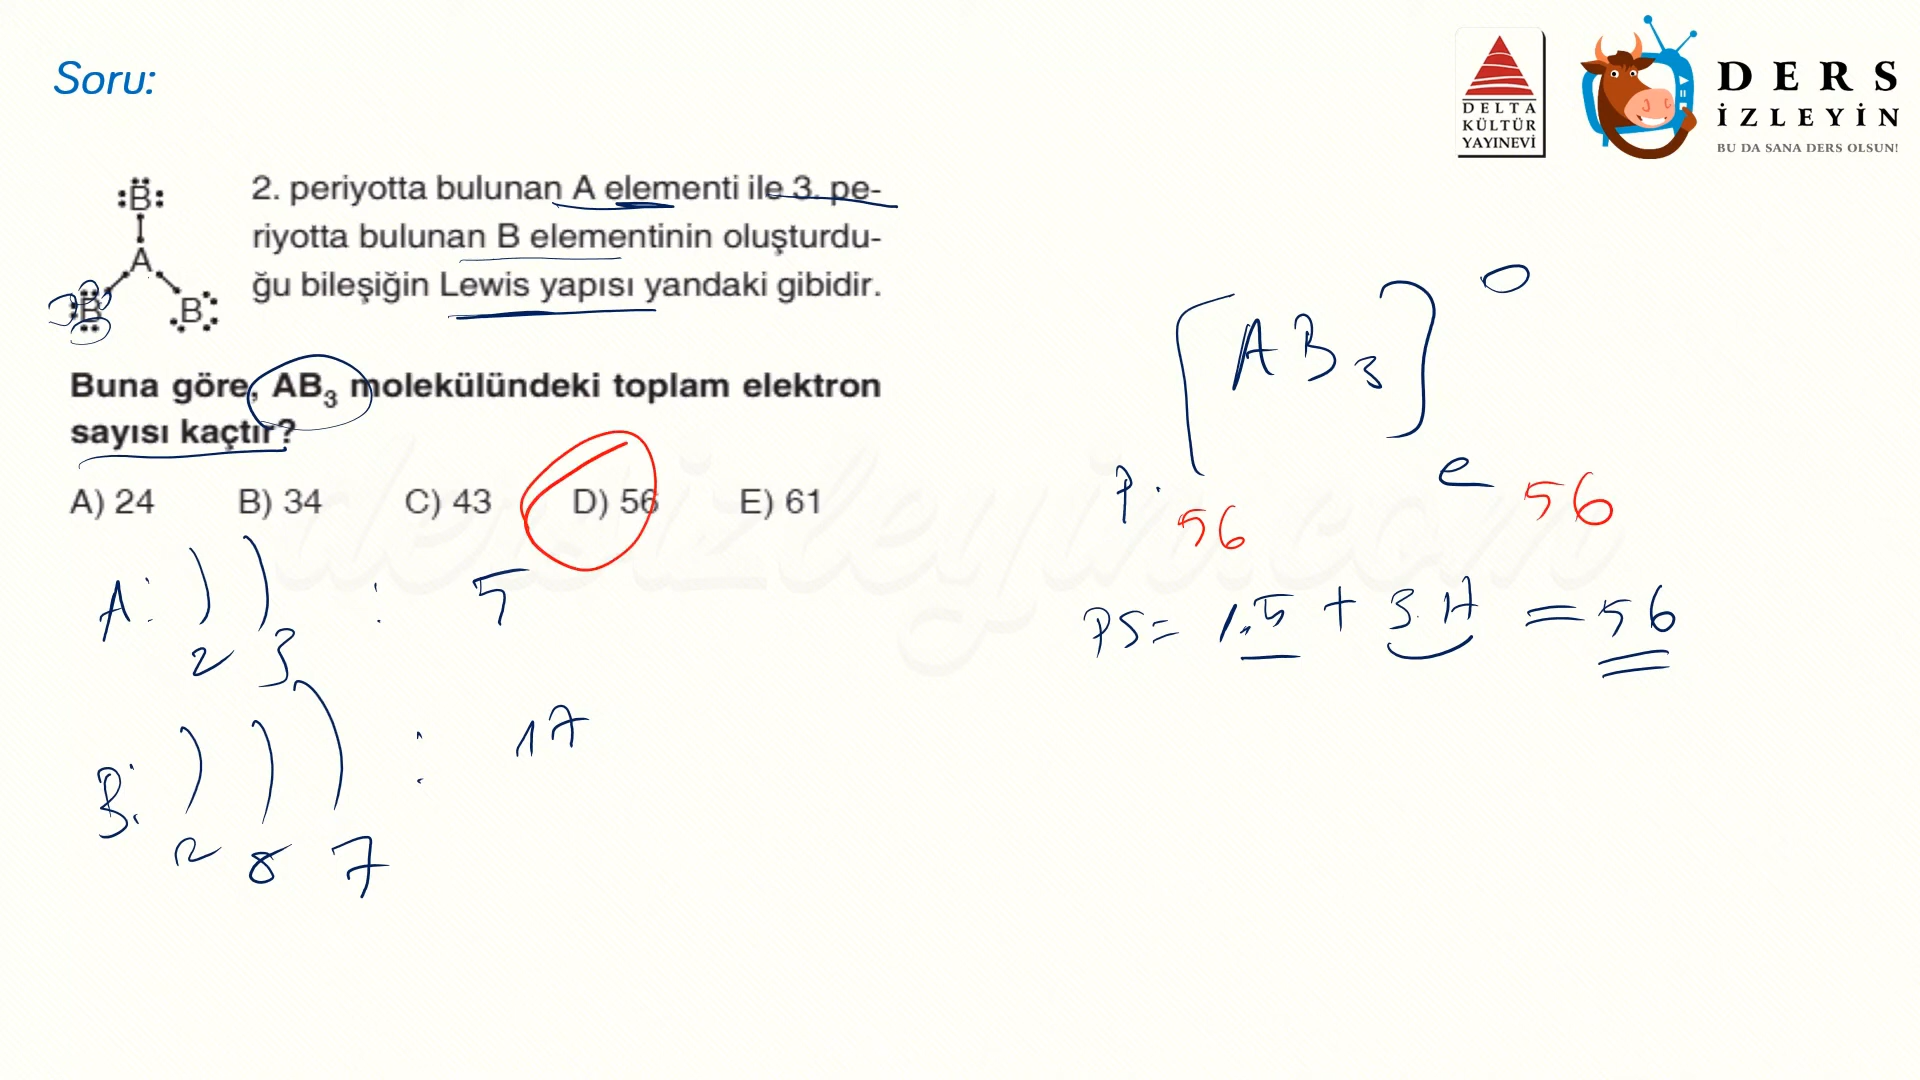 Soru:
DELTA
KÜLTÜR
YAYINEVİ
DERS
İZLEYİN
BU DA SANA DERS OLSUN!
B
A
B
B
2. periyotta bulunan A elementi ile 3. pe-
riyotta bulunan B elementinin oluşturdu-
ğu bileşiğin Lewis yapısı yandaki gibidir.
Buna göre, AB₃ molekülündeki toplam elektron
sayısı kaçtır?
A) 24 B) 34 C) 43 D) 56 E) 61
[AB₃]⁰
P. 56 e 56
A: 2 3 : 5
PS = 1.5 + 3.17 = 56
B: 2 8 7 : 17
dersizleyin.com